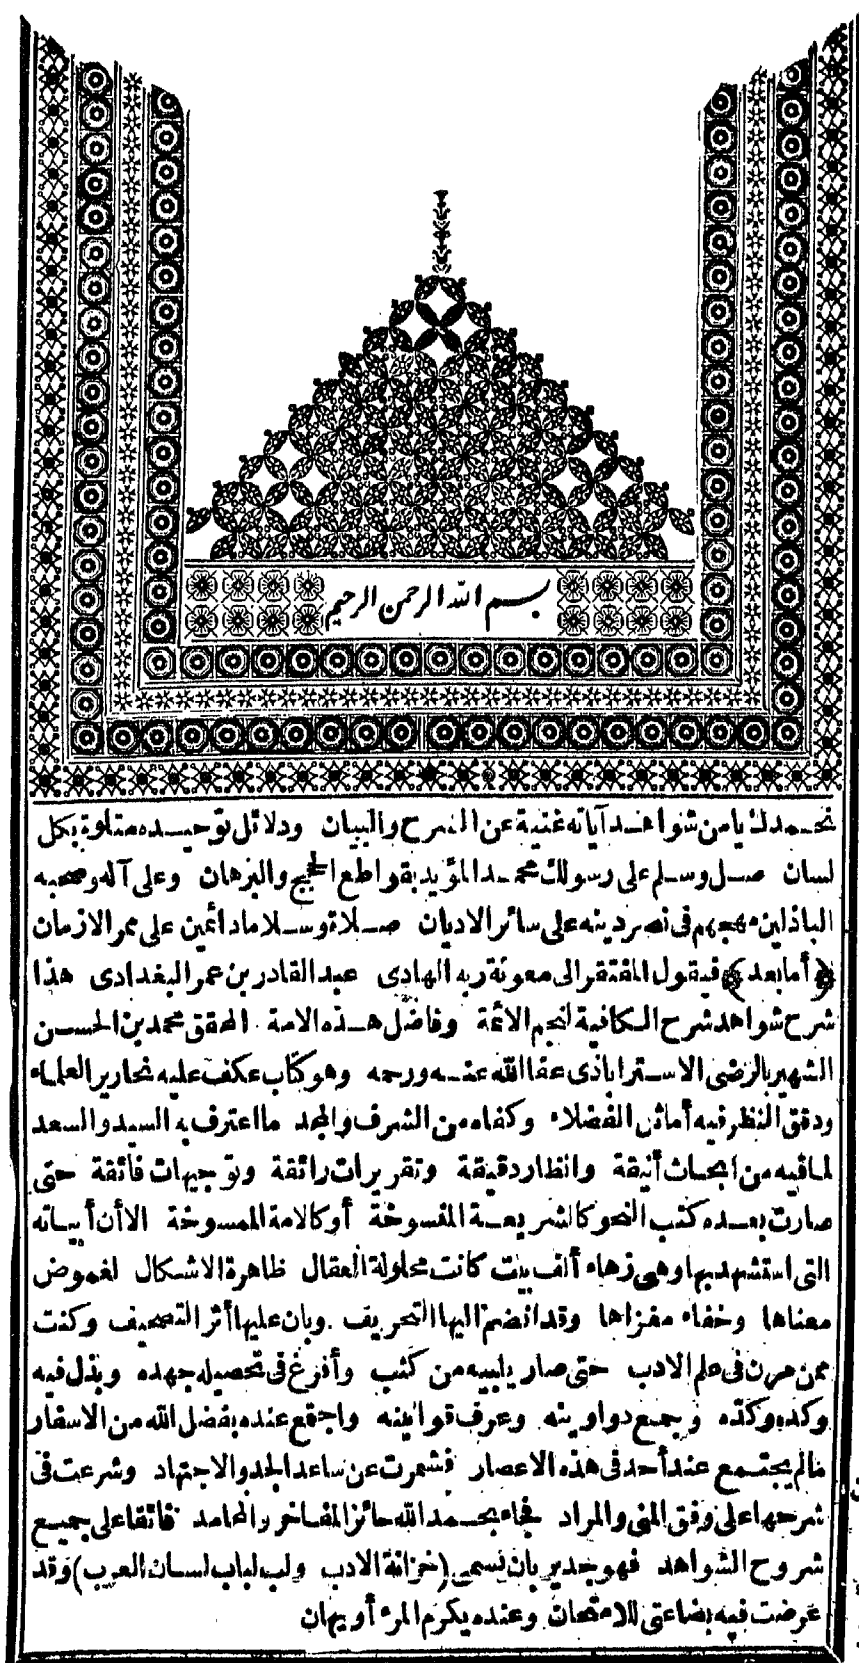 بسم الله الرحمن الرحيم
نحمدك يا من شواهد آياته غنية عن الشرح والبيان ودلائل توحيده متلوة بكل
لسان صل وسلم على رسولك محمد المؤيد بقواطع الحجج والبرهان وعلى آله وصحبه
الباذلين مهجهم فى نصر دينه على سائر الاديان صلاة وسلاما دائمين على ممر الازمان
﴿أما بعد﴾ فيقول المفتقر الى معونة ربه الهادى عبد القادر بن عمر البغدادى هذا
شرح شواهد شرح الكافية لنجم الائمة وفاضل هذه الامة المحقق محمد بن الحسن
الشهير بالرضى الاستراباذى عفا الله عنه ورحمه وهو كتاب عكف عليه نحارير العلماء
ودقق النظر فيه أماثل الفضلاء وكفاه من الشرف والمجد ما اعترف به السيد والسعد
لما فيه من ابحاث أنيقة وانظار دقيقة وتقريرات رائقة وتوجيهات فائقة حتى
صارت بعده كتب النحو كالشريعة المنسوخة أو كالامة الممسوخة الا أن أبياته
التى استشهد بها وهى زهاء ألف بيت كانت محلولة العقال ظاهرة الاشكال لغموض
معناها وخفاء مغزاها وقد انضم اليها التحريف وبان عليها أثر التصحيف وكنت
ممن مرن فى علم الادب حتى صار يلبيه من كثب وأفرغ فى تحصيله جهده وبذل فيه
وكده وكده وجمع دواوينه وعرف قوانينه واجتمع عنده بفضل الله من الاسفار
مالم يجتمع عند أحد فى هذه الاعصار فشمرت عن ساعد الجد والاجتهاد وشرعت فى
شرحها على وفق المنى والمراد فجاء بحمد الله حائز المفاخر والمحامد فائقا على جميع
شروح الشواهد فهو جدير بان يسمى (خزانة الادب ولب لباب لسان العرب) وقد
عرضت فيه بضاعتى للامتحان وعنده يكرم المرء أو يهان